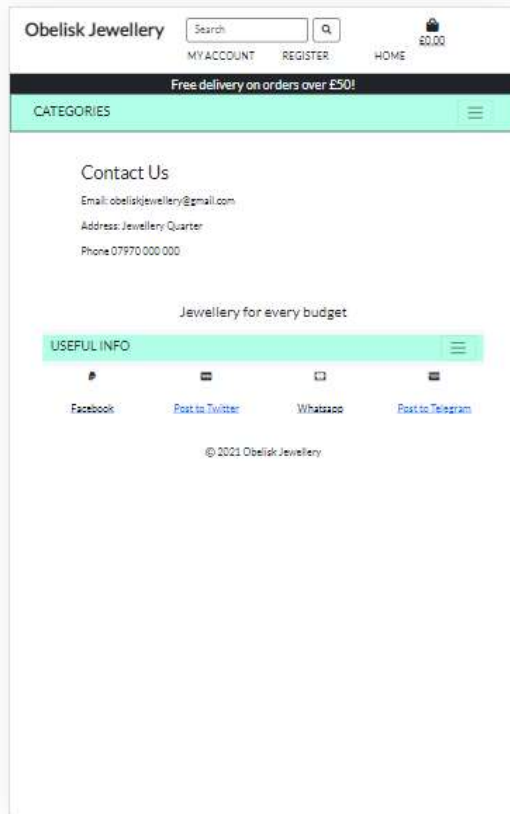 Obelisk Jewellery
Search
£0.00
MY ACCOUNT REGISTER HOME
Free delivery on orders over £50!
CATEGORIES
Contact Us
Email: obeliskjewellery@gmail.com
Address: Jewellery Quarter
Phone 07970 000 000
Jewellery for every budget
USEFUL INFO
Facebook Post to Twitter Whatsapp Post to Telegram
© 2021 Obelisk Jewellery